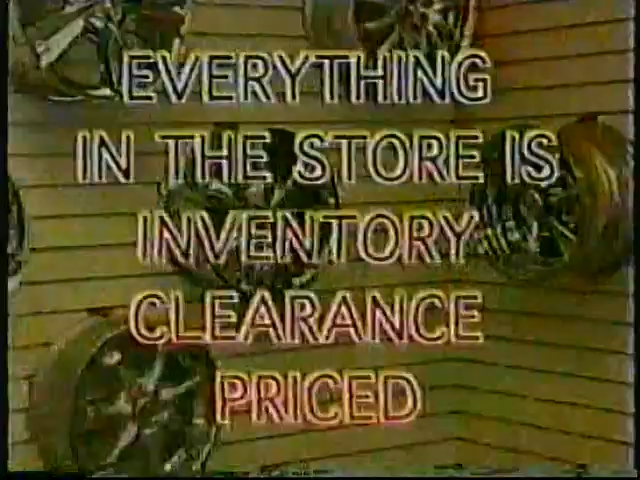 EVERYTHING
IN THE STORE IS
INVENTORY
CLEARANCE
PRICED